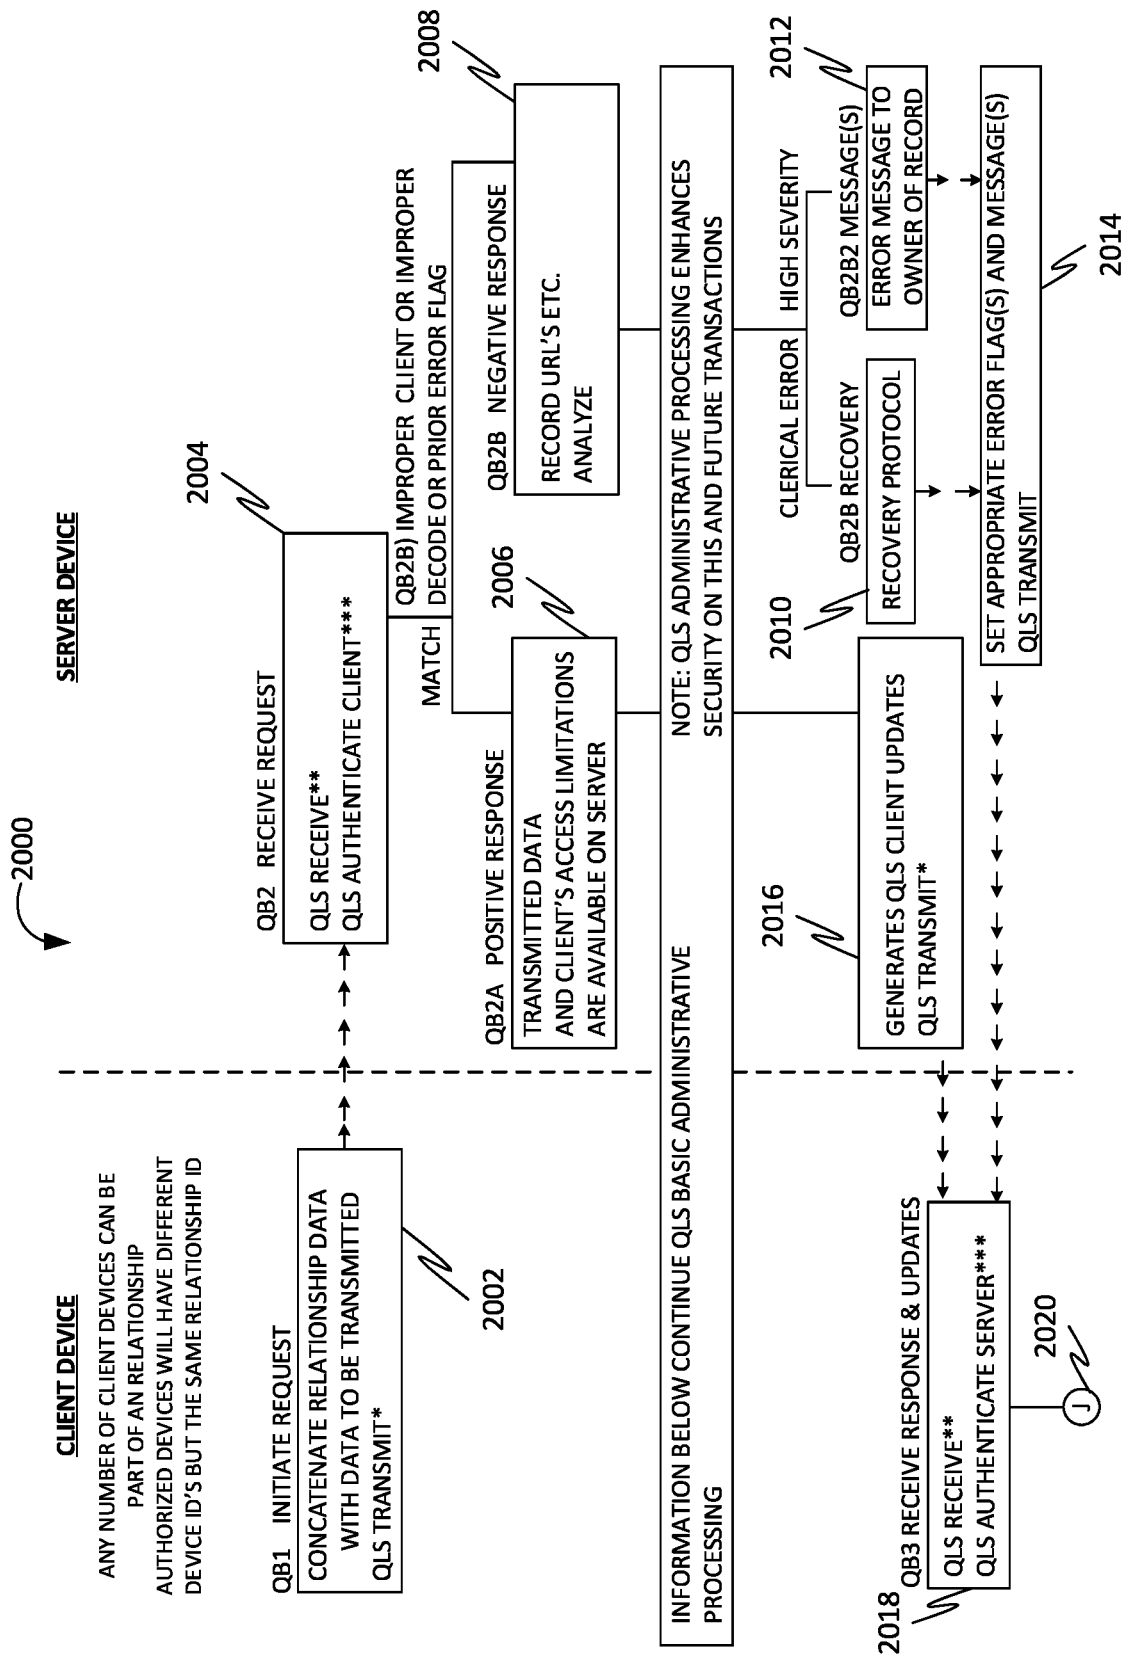 2000
CLIENT DEVICE
SERVER DEVICE
ANY NUMBER OF CLIENT DEVICES CAN BE
PART OF AN RELATIONSHIP
AUTHORIZED DEVICES WILL HAVE DIFFERENT
DEVICE ID'S BUT THE SAME RELATIONSHIP ID
QB1 INITIATE REQUEST
CONCATENATE RELATIONSHIP DATA
WITH DATA TO BE TRANSMITTED
QLS TRANSMIT*
2002
QB2 RECEIVE REQUEST
QLS RECEIVE**
QLS AUTHENTICATE CLIENT***
2004
MATCH
QB2B) IMPROPER CLIENT OR IMPROPER
DECODE OR PRIOR ERROR FLAG
QB2A POSITIVE RESPONSE
TRANSMITTED DATA
AND CLIENT'S ACCESS LIMITATIONS
ARE AVAILABLE ON SERVER
2006
QB2B NEGATIVE RESPONSE
RECORD URL'S ETC.
ANALYZE
2008
INFORMATION BELOW CONTINUE QLS BASIC ADMINISTRATIVE
PROCESSING
NOTE: QLS ADMINISTRATIVE PROCESSING ENHANCES
SECURITY ON THIS AND FUTURE TRANSACTIONS
CLERICAL ERROR
HIGH SEVERITY
QB2B RECOVERY
RECOVERY PROTOCOL
2010
QB2B2 MESSAGE(S)
ERROR MESSAGE TO
OWNER OF RECORD
2012
GENERATES QLS CLIENT UPDATES
QLS TRANSMIT*
2016
SET APPROPRIATE ERROR FLAG(S) AND MESSAGE(S)
QLS TRANSMIT
2014
QB3 RECEIVE RESPONSE & UPDATES
QLS RECEIVE**
QLS AUTHENTICATE SERVER***
2018
J
2020